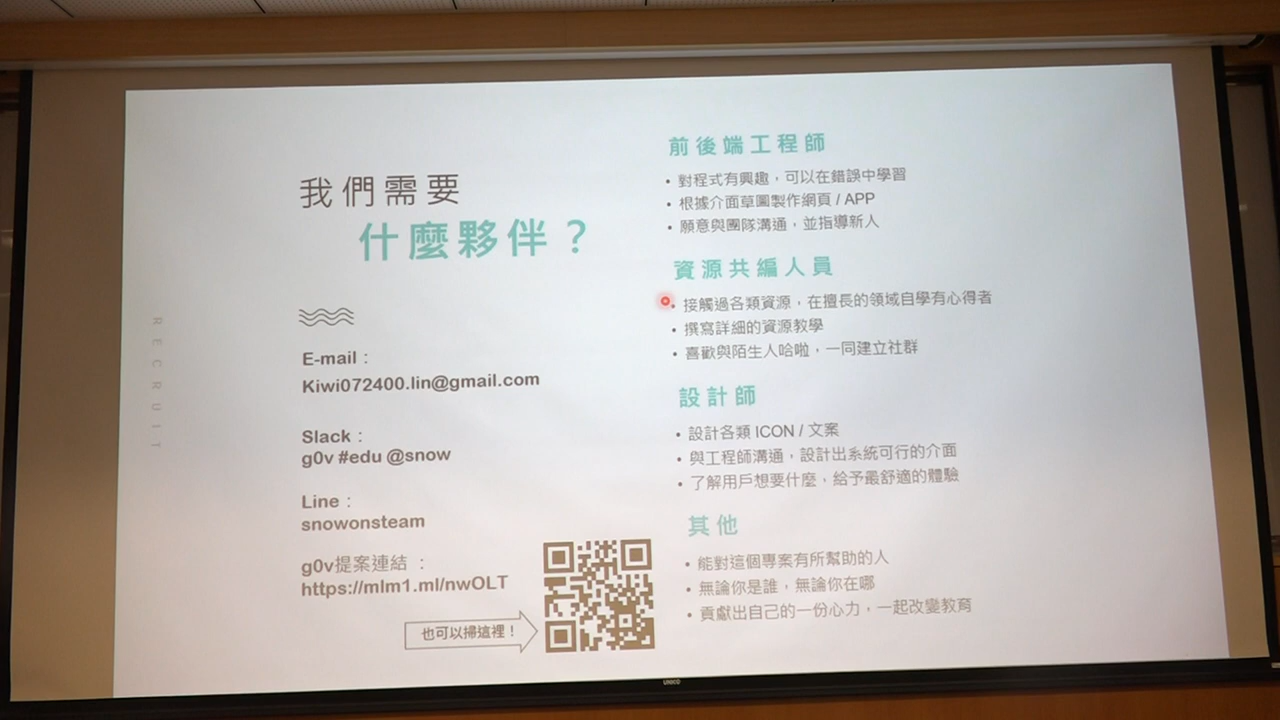 我們需要
什麼夥伴？
RECRUIT
E-mail：
Kiwi072400.lin@gmail.com
Slack：
g0v #edu @snow
Line：
snowonsteam
g0v提案連結 ：
https://mlm1.ml/nwOLT
也可以掃這裡！
前後端工程師
• 對程式有興趣，可以在錯誤中學習
• 根據介面草圖製作網頁 / APP
• 願意與團隊溝通，並指導新人
資源共編人員
• 接觸過各類資源，在擅長的領域自學有心得者
• 撰寫詳細的資源教學
• 喜歡與陌生人哈啦，一同建立社群
設計師
• 設計各類 ICON / 文案
• 與工程師溝通，設計出系統可行的介面
• 了解用戶想要什麼，給予最舒適的體驗
其他
• 能對這個專案有所幫助的人
• 無論你是誰，無論你在哪
• 貢獻出自己的一份心力，一起改變教育
UNICO